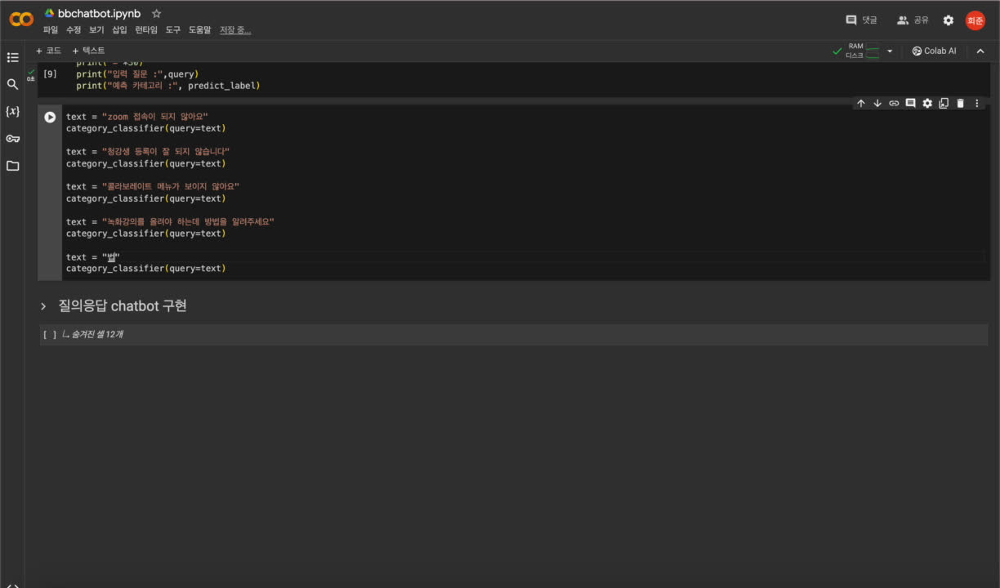 bbchatbot.ipynb
파일 수정 보기 삽입 런타임 도구 도움말 저장 중...
댓글 공유 희준
+ 코드 + 텍스트
RAM
디스크
Colab AI
0초
[9]
print("=" *30)
print("입력 질문 :",query)
print("예측 카테고리 :", predict_label)
text = "zoom 접속이 되지 않아요"
category_classifier(query=text)
text = "청강생 등록이 잘 되지 않습니다"
category_classifier(query=text)
text = "콜라보레이트 메뉴가 보이지 않아요"
category_classifier(query=text)
text = "녹화강의를 올려야 하는데 방법을 알려주세요"
category_classifier(query=text)
text = "
category_classifier(query=text)
질의응답 chatbot 구현
[ ] 숨겨진 셀 12개